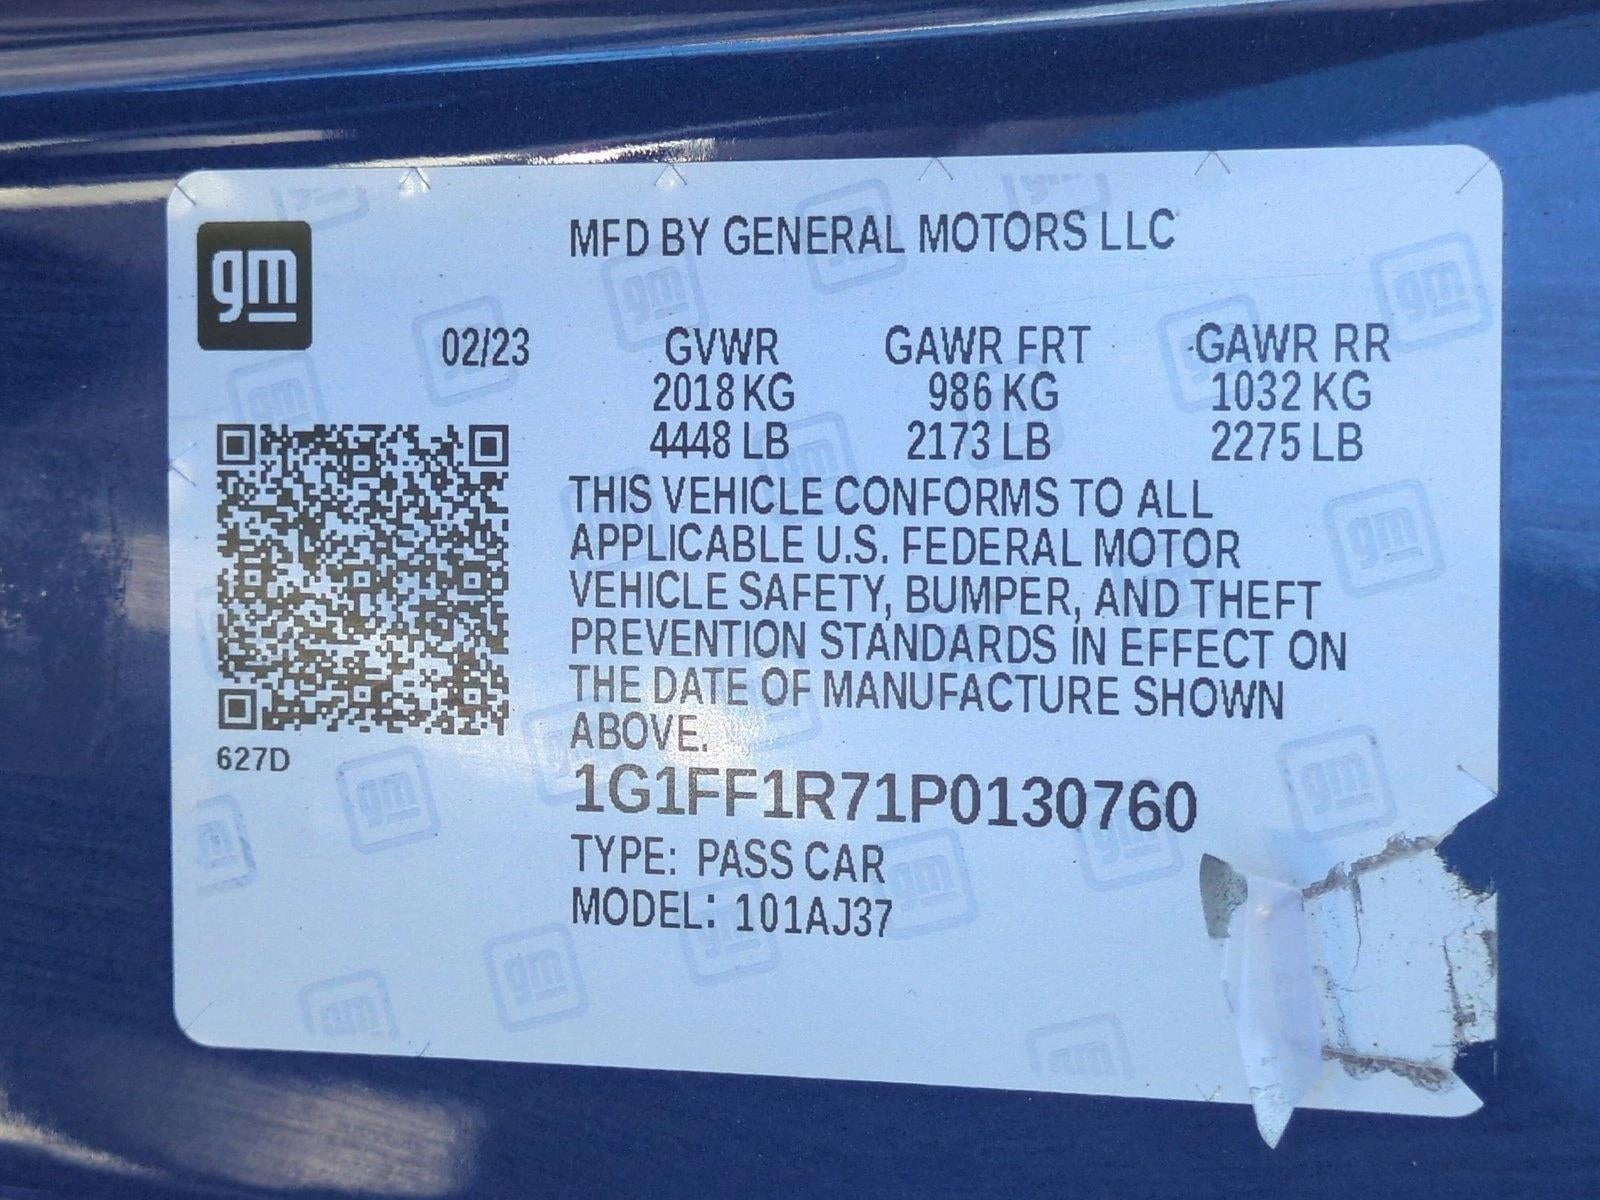 gm
MFD BY GENERAL MOTORS LLC
02/23 GVWR GAWR FRT GAWR RR
2018 KG 986 KG 1032 KG
4448 LB 2173 LB 2275 LB
THIS VEHICLE CONFORMS TO ALL
APPLICABLE U.S. FEDERAL MOTOR
VEHICLE SAFETY, BUMPER, AND THEFT
PREVENTION STANDARDS IN EFFECT ON
THE DATE OF MANUFACTURE SHOWN
ABOVE.
627D
1G1FF1R71P0130760
TYPE: PASS CAR
MODEL: 101AJ37